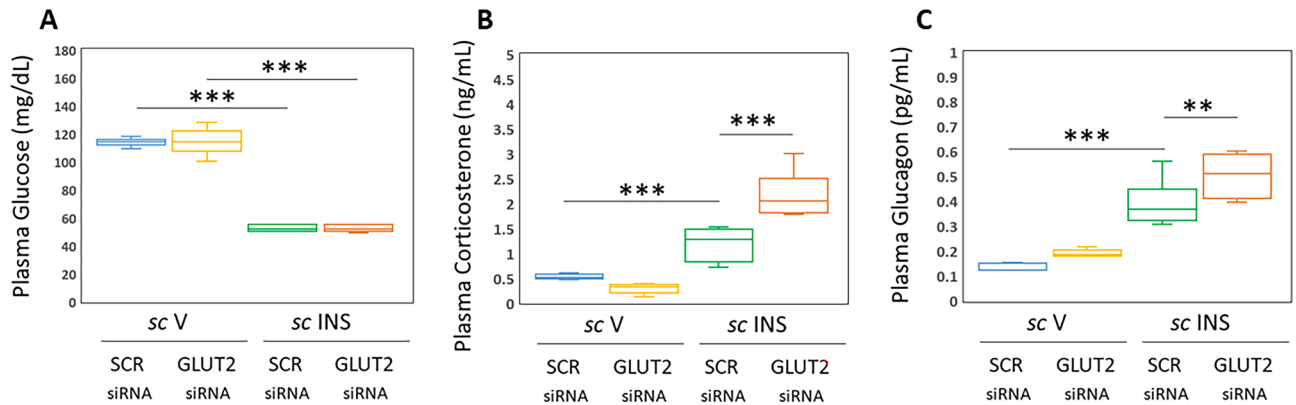 A
Plasma Glucose (mg/dL)
180
160
140
120
100
80
60
40
20
0
***
***
sc V
sc INS
SCR
siRNA
GLUT2
siRNA
SCR
siRNA
GLUT2
siRNA
B
Plasma Corticosterone (ng/mL)
5
4.5
4
3.5
3
2.5
2
1.5
1
0.5
0
***
***
sc V
sc INS
SCR
siRNA
GLUT2
siRNA
SCR
siRNA
GLUT2
siRNA
C
Plasma Glucagon (pg/mL)
1
0.9
0.8
0.7
0.6
0.5
0.4
0.3
0.2
0.1
0
***
**
sc V
sc INS
SCR
siRNA
GLUT2
siRNA
SCR
siRNA
GLUT2
siRNA